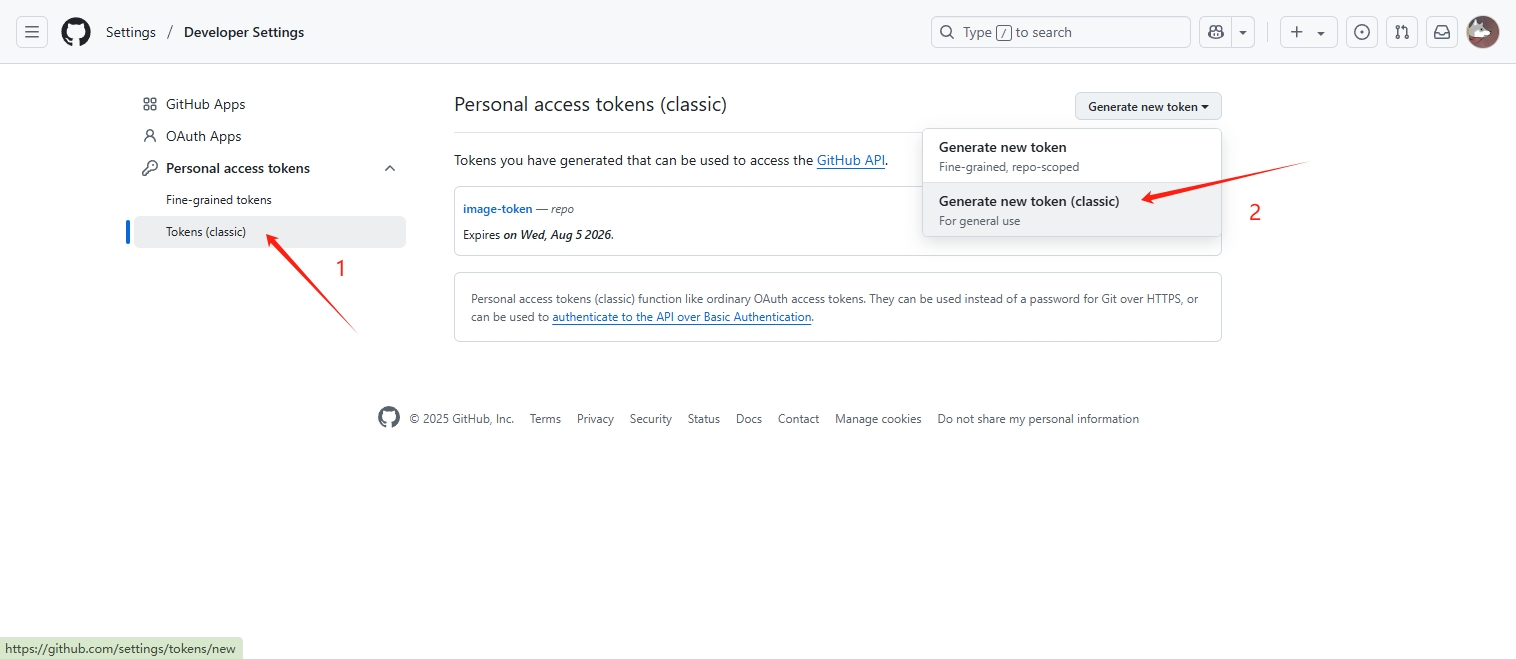 Settings / Developer Settings
Type / to search
GitHub Apps
OAuth Apps
Personal access tokens
Fine-grained tokens
Tokens (classic)
1
Personal access tokens (classic)
Generate new token
Generate new token
Fine-grained, repo-scoped
Generate new token (classic)
For general use
2
Tokens you have generated that can be used to access the GitHub API.
image-token — repo
Expires on Wed, Aug 5 2026.
Personal access tokens (classic) function like ordinary OAuth access tokens. They can be used instead of a password for Git over HTTPS, or
can be used to authenticate to the API over Basic Authentication.
© 2025 GitHub, Inc. Terms Privacy Security Status Docs Contact Manage cookies Do not share my personal information
https://github.com/settings/tokens/new